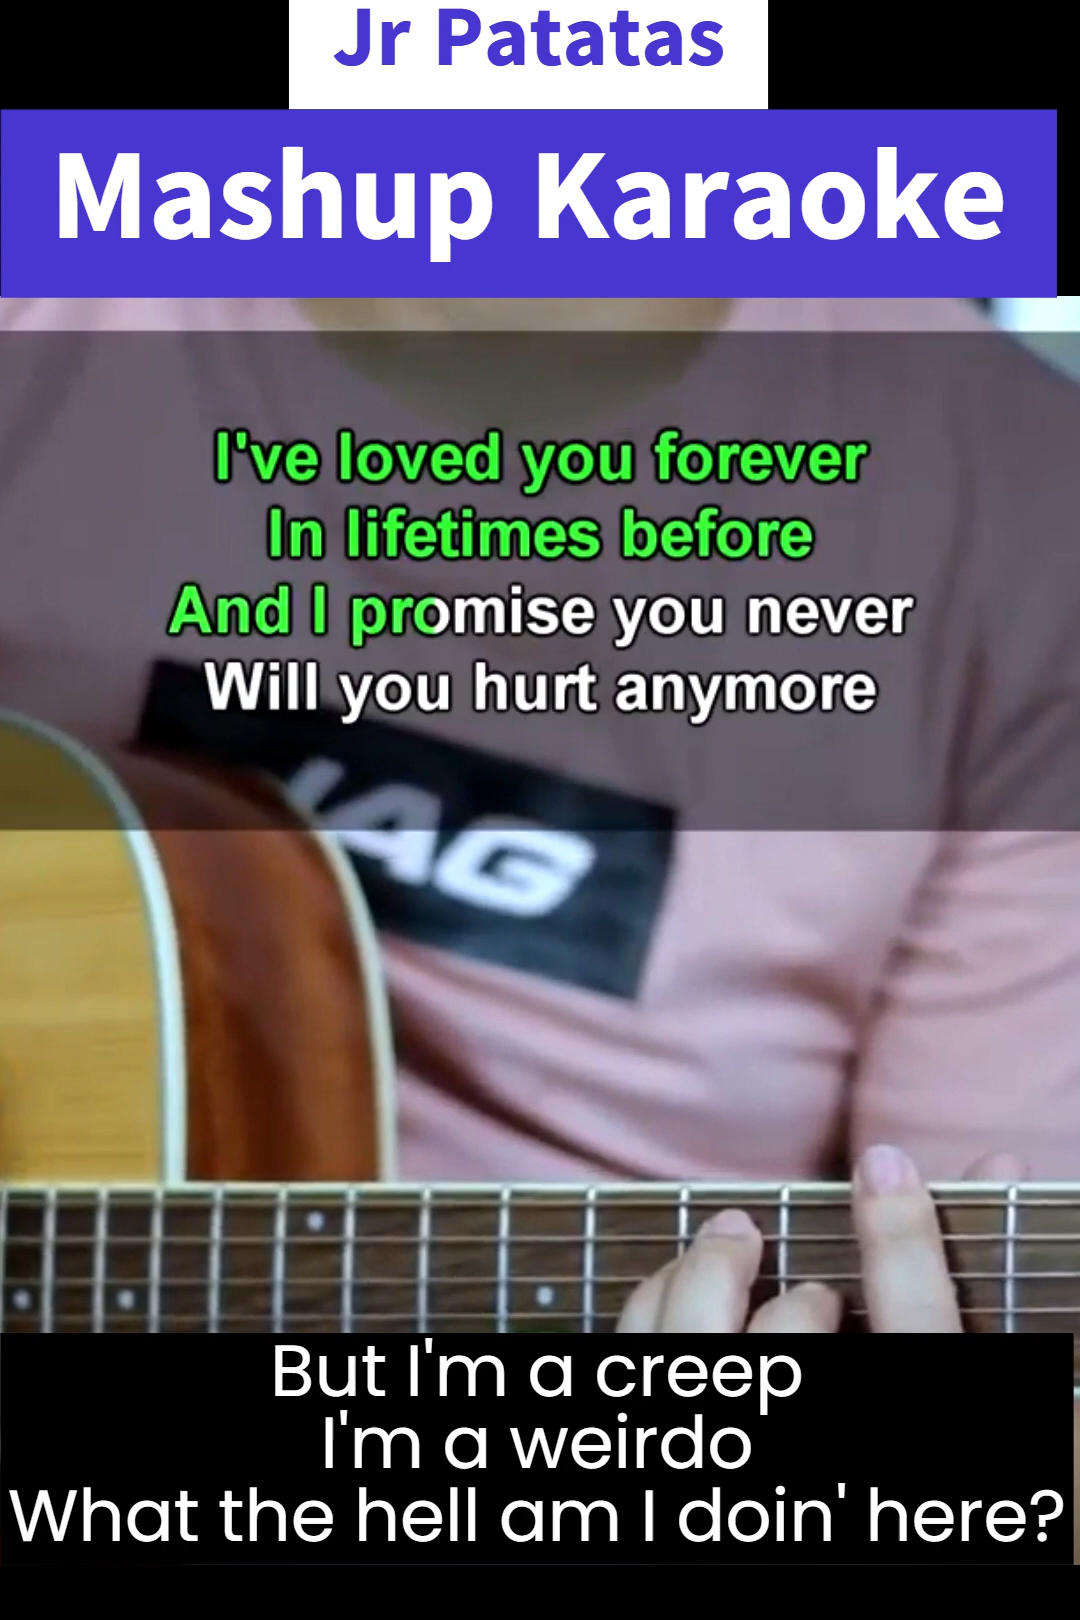 Jr Patatas
Mashup Karaoke
I've loved you forever
In lifetimes before
And I promise you never
Will you hurt anymore
JAG
But I'm a creep
I'm a weirdo
What the hell am I doin' here?